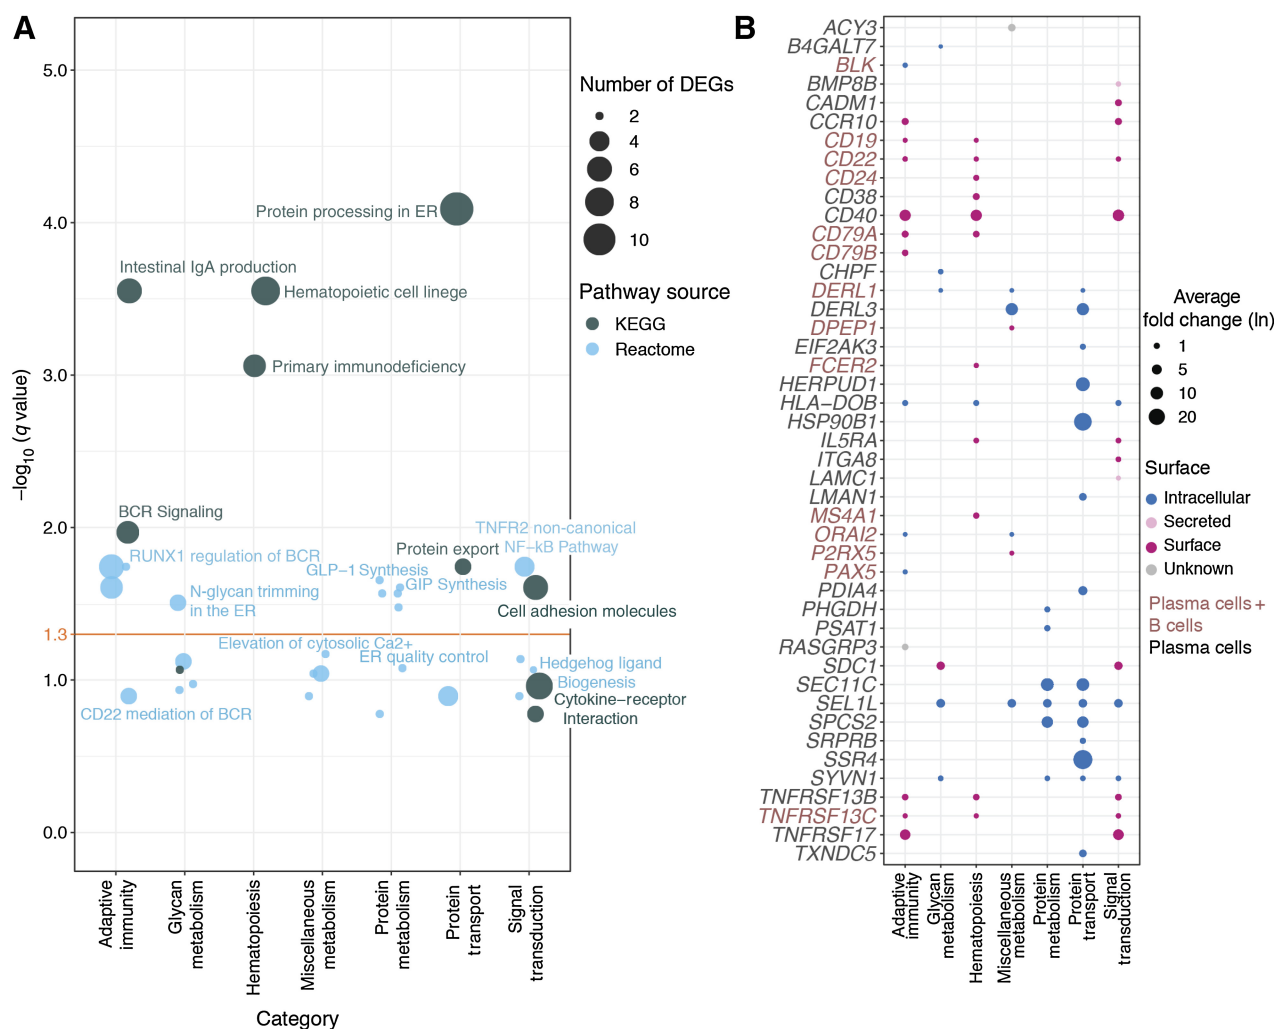 A
5.0
4.0
3.0
2.0
1.3
1.0
0.0
−log10 (q value)
Protein processing in ER
Intestinal IgA production
Hematopoietic cell linege
Primary immunodeficiency
BCR Signaling
TNFR2 non-canonical
NF−kB Pathway
Protein export
RUNX1 regulation of BCR
GLP−1 Synthesis
GIP Synthesis
N-glycan trimming
in the ER
Cell adhesion molecules
Elevation of cytosolic Ca2+
ER quality control
Hedgehog ligand
Biogenesis
Cytokine−receptor
Interaction
CD22 mediation of BCR
Adaptive
immunity
Glycan
metabolism
Hematopoiesis
Miscellaneous
metabolism
Protein
metabolism
Protein
transport
Signal
transduction
Category
Number of DEGs
2
4
6
8
10
Pathway source
KEGG
Reactome
B
ACY3
B4GALT7
BLK
BMP8B
CADM1
CCR10
CD19
CD22
CD24
CD38
CD40
CD79A
CD79B
CHPF
DERL1
DERL3
DPEP1
EIF2AK3
FCER2
HERPUD1
HLA−DOB
HSP90B1
IL5RA
ITGA8
LAMC1
LMAN1
MS4A1
ORAI2
P2RX5
PAX5
PDIA4
PHGDH
PSAT1
RASGRP3
SDC1
SEC11C
SEL1L
SPCS2
SRPRB
SSR4
SYVN1
TNFRSF13B
TNFRSF13C
TNFRSF17
TXNDC5
Adaptive
immunity
Glycan
metabolism
Hematopoiesis
Miscellaneous
metabolism
Protein
metabolism
Protein
transport
Signal
transduction
Average
fold change (ln)
1
5
10
20
Surface
Intracellular
Secreted
Surface
Unknown
Plasma cells +
B cells
Plasma cells